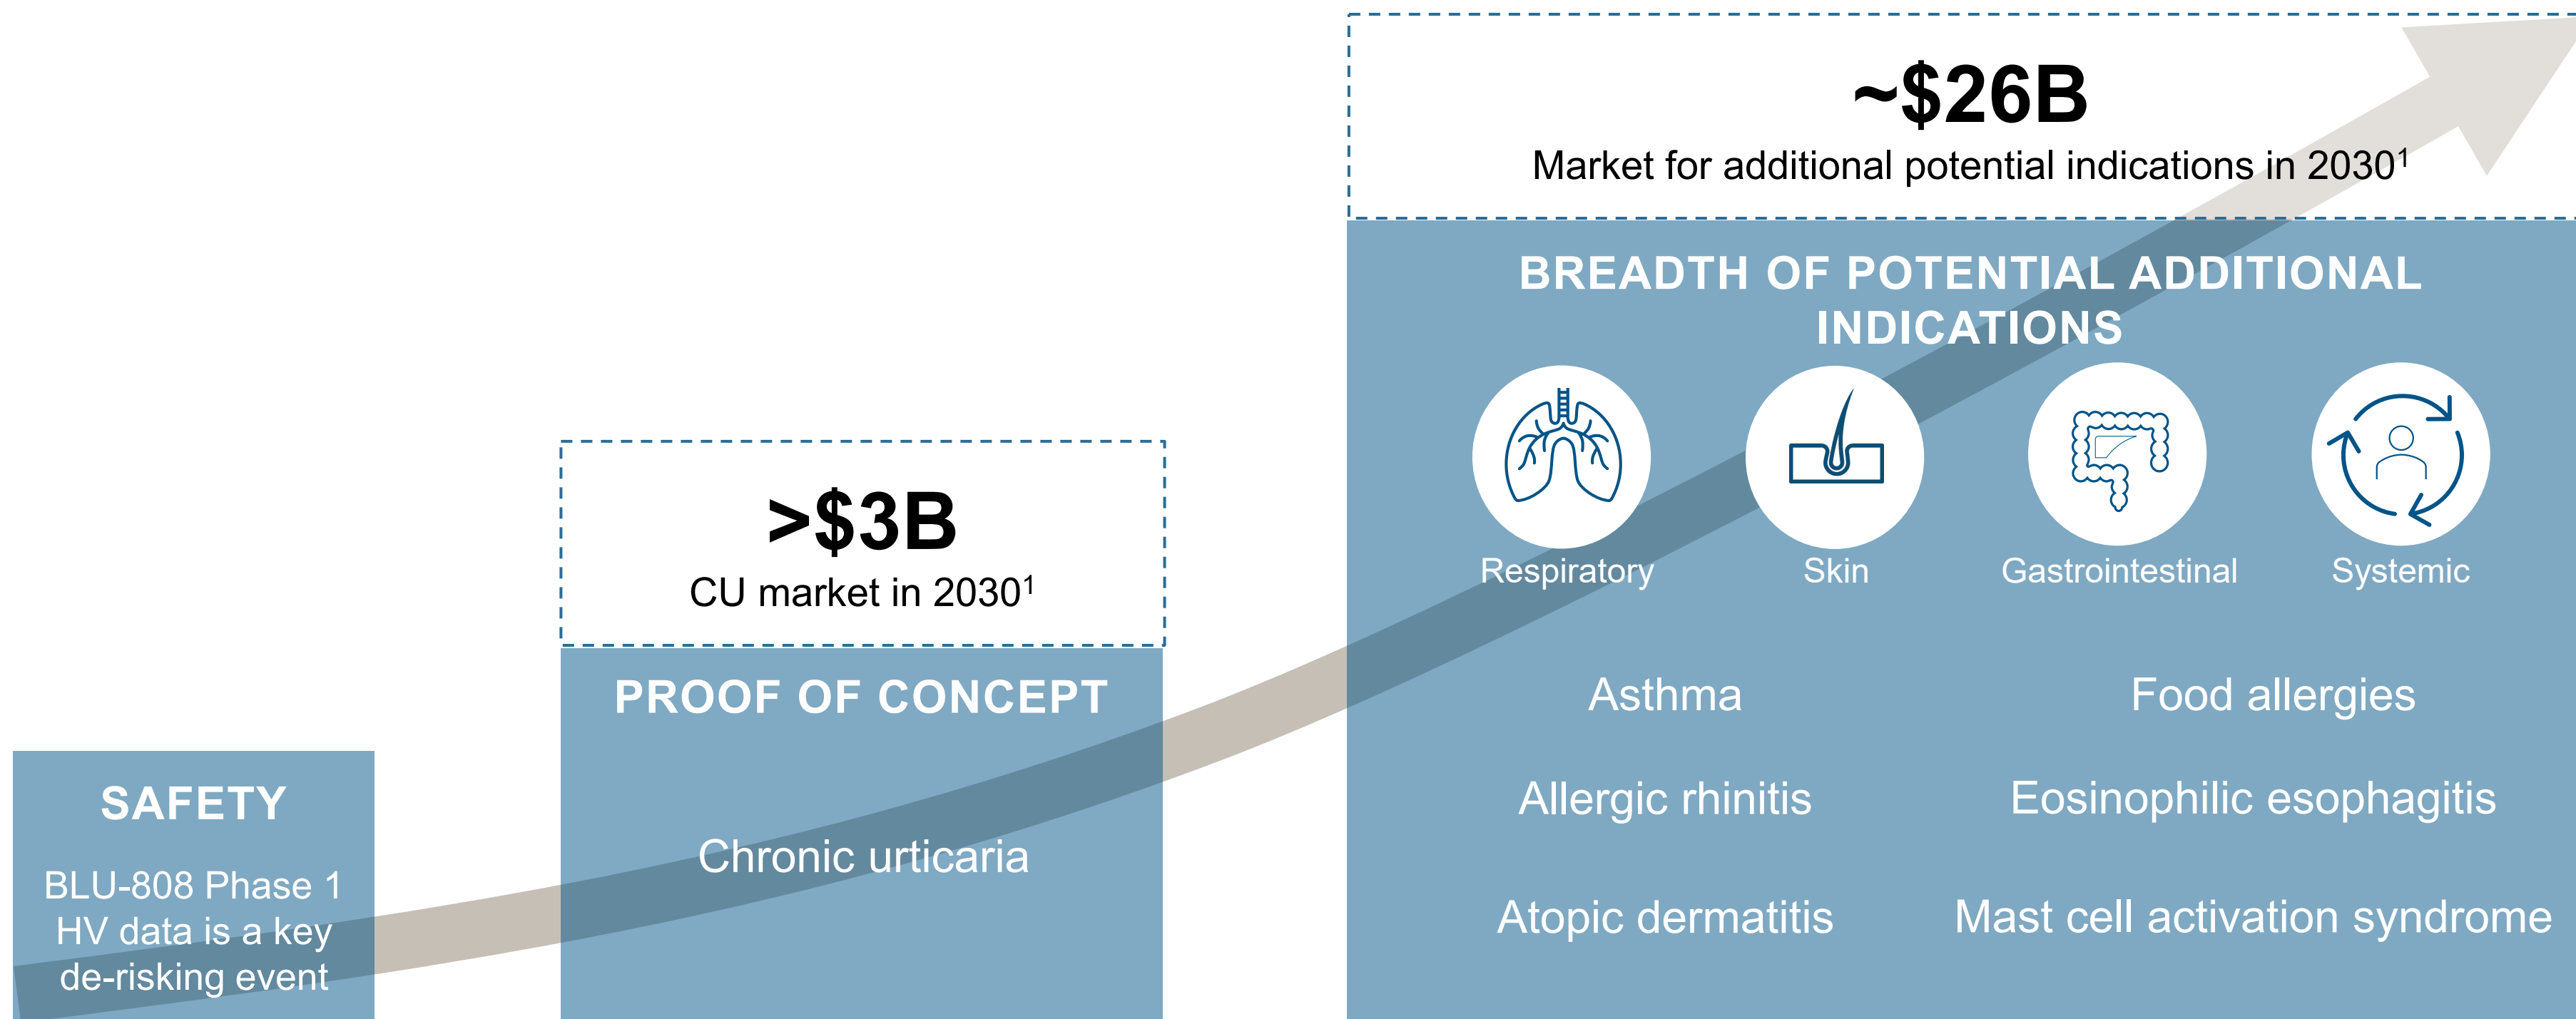 SAFETY
BLU-808 Phase 1
HV data is a key
de-risking event
>$3B
CU market in 2030¹
PROOF OF CONCEPT
Chronic urticaria
~$26B
Market for additional potential indications in 2030¹
BREADTH OF POTENTIAL ADDITIONAL
INDICATIONS
Respiratory
Skin
Gastrointestinal
Systemic
Asthma
Food allergies
Allergic rhinitis
Eosinophilic esophagitis
Atopic dermatitis
Mast cell activation syndrome